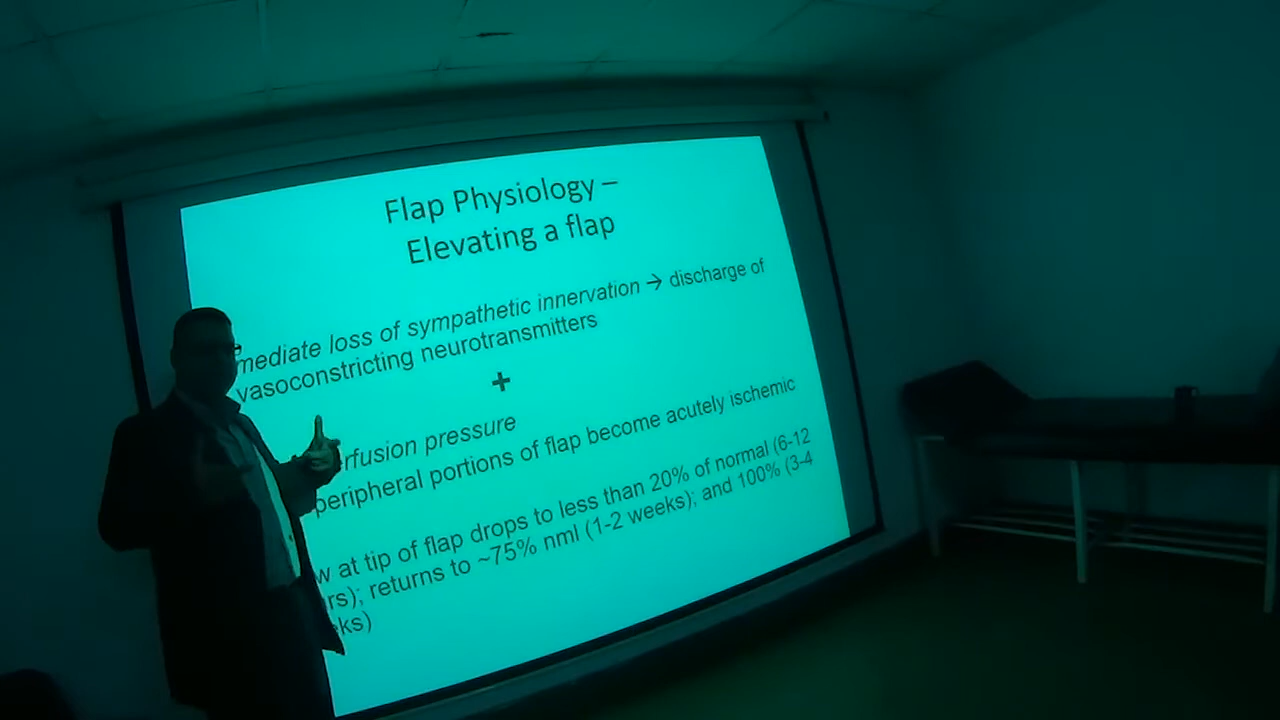 Flap Physiology –
Elevating a flap
mediate loss of sympathetic innervation → discharge of
vasoconstricting neurotransmitters
+
rfusion pressure
peripheral portions of flap become acutely ischemic
w at tip of flap drops to less than 20% of normal (6-12
rs); returns to ~75% nml (1-2 weeks); and 100% (3-4
ks)